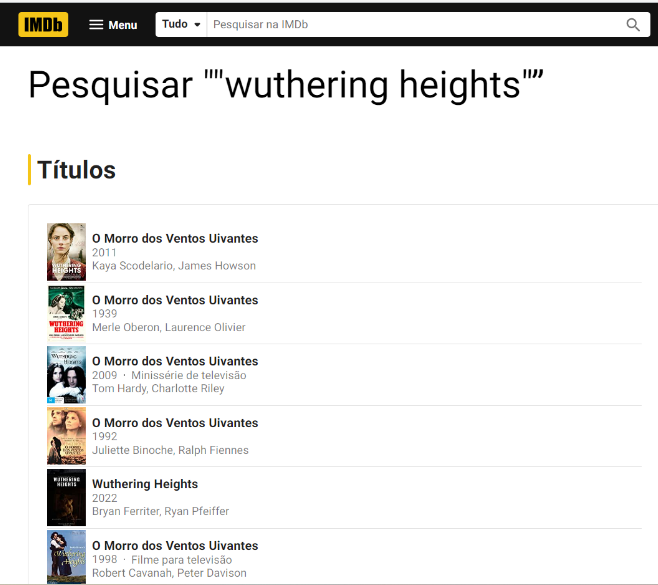 IMDb Menu Tudo Pesquisar na IMDb
Pesquisar ""wuthering heights"”
Títulos
O Morro dos Ventos Uivantes
2011
Kaya Scodelario, James Howson
WUTHERING
HEIGHTS
O Morro dos Ventos Uivantes
1939
Merle Oberon, Laurence Olivier
WUTHERING
HEIGHTS
O Morro dos Ventos Uivantes
2009 · Minissérie de televisão
Tom Hardy, Charlotte Riley
Wuthering Heights
O Morro dos Ventos Uivantes
1992
Juliette Binoche, Ralph Fiennes
Wuthering Heights
2022
Bryan Ferriter, Ryan Pfeiffer
WUTHERING
HEIGHTS
O Morro dos Ventos Uivantes
1998 · Filme para televisão
Robert Cavanah, Peter Davison
Wuthering
Heights